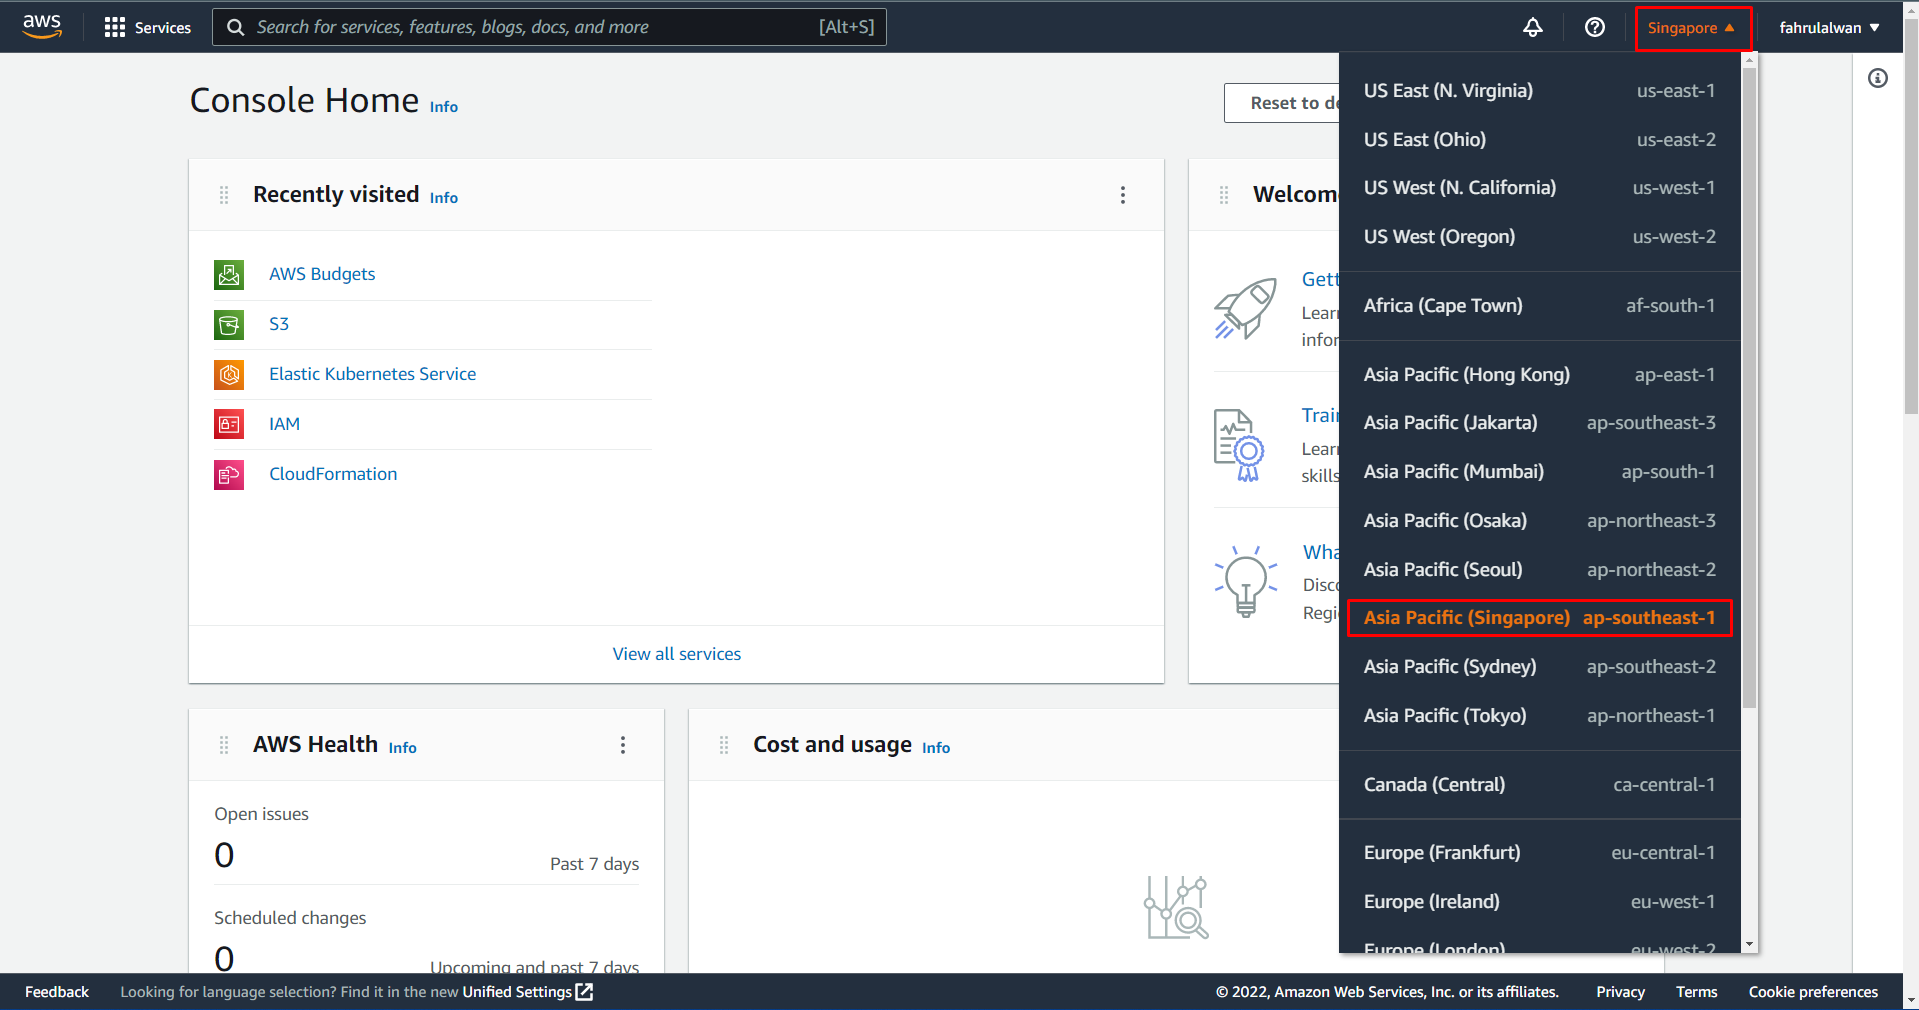 aws
Services
Search for services, features, blogs, docs, and more [Alt+S]
Singapore
fahrulalwan
Console Home Info
Reset to de
Recently visited Info
AWS Budgets
S3
Elastic Kubernetes Service
IAM
CloudFormation
View all services
Welcom
Gett
Lear
infor
Trai
Lear
skills
Wha
Disc
Regi
AWS Health Info
Open issues
0
Past 7 days
Scheduled changes
0
Upcoming and past 7 days
Cost and usage Info
US East (N. Virginia) us-east-1
US East (Ohio) us-east-2
US West (N. California) us-west-1
US West (Oregon) us-west-2
Africa (Cape Town) af-south-1
Asia Pacific (Hong Kong) ap-east-1
Asia Pacific (Jakarta) ap-southeast-3
Asia Pacific (Mumbai) ap-south-1
Asia Pacific (Osaka) ap-northeast-3
Asia Pacific (Seoul) ap-northeast-2
Asia Pacific (Singapore) ap-southeast-1
Asia Pacific (Sydney) ap-southeast-2
Asia Pacific (Tokyo) ap-northeast-1
Canada (Central) ca-central-1
Europe (Frankfurt) eu-central-1
Europe (Ireland) eu-west-1
Europe (London) eu-west-2
Feedback
Looking for language selection? Find it in the new Unified Settings
© 2022, Amazon Web Services, Inc. or its affiliates.
Privacy
Terms
Cookie preferences